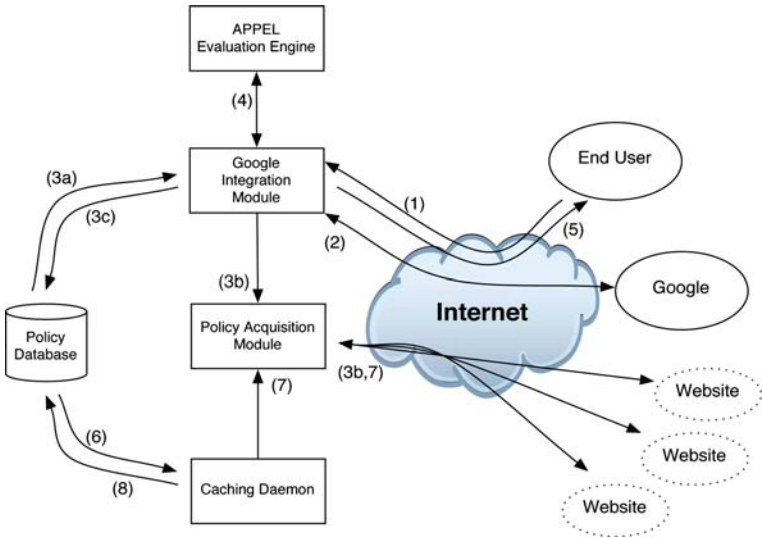 APPEL
Evaluation Engine
(4)
Google
Integration
Module
(3a)
(3c)
(1)
(2)
(5)
End User
Google
Internet
(3b)
Policy
Database
Policy Acquisition
Module
(3b,7)
(7)
Website
Website
Website
(6)
(8)
Caching Daemon